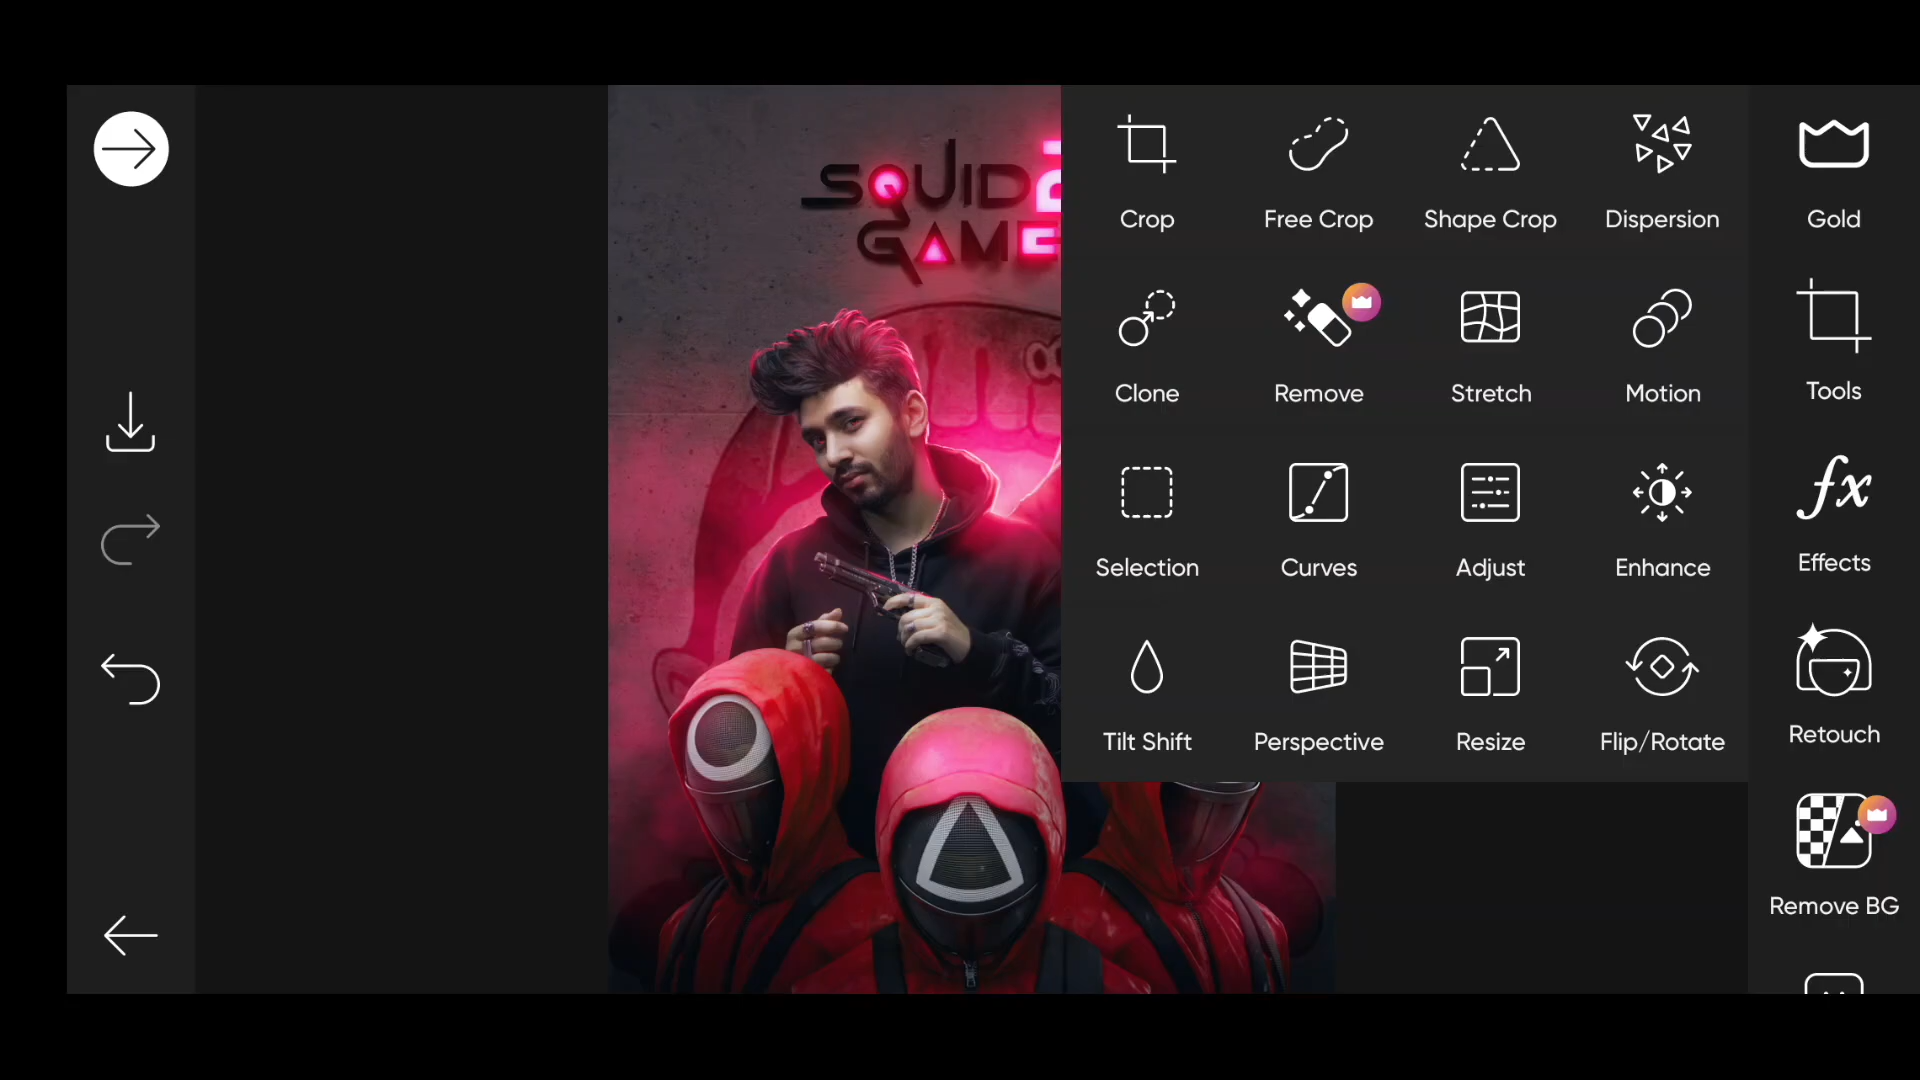 SQUID
GAME
Crop
Free Crop
Shape Crop
Dispersion
Gold
Clone
Remove
Stretch
Motion
Tools
Selection
Curves
Adjust
Enhance
fx
Effects
Tilt Shift
Perspective
Resize
Flip/Rotate
Retouch
Remove BG